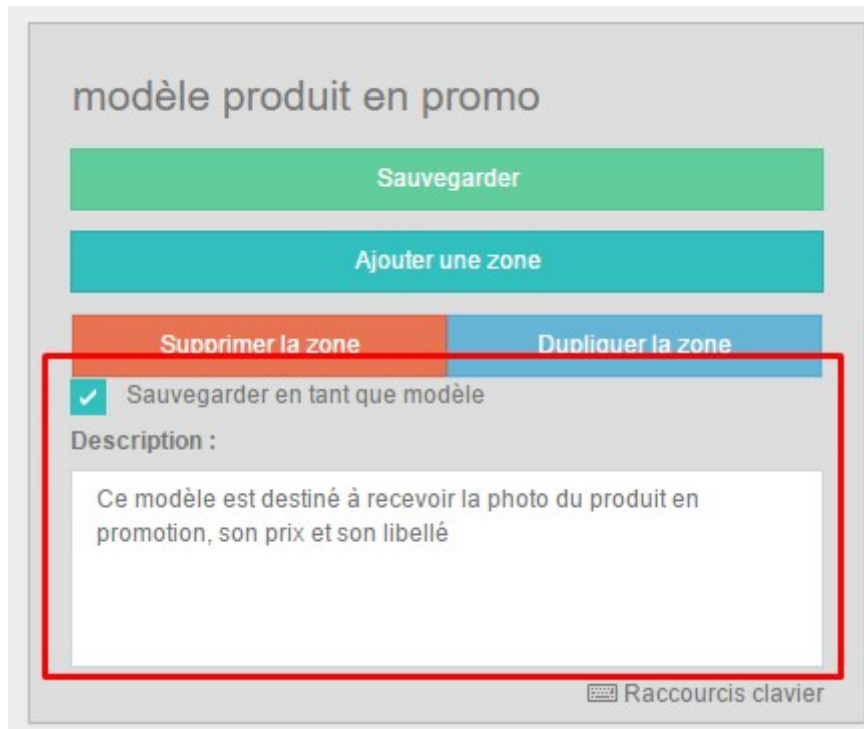 modèle produit en promo
Sauvegarder
Ajouter une zone
Supprimer la zone
Dupliquer la zone
Sauvegarder en tant que modèle
Description :
Ce modèle est destiné à recevoir la photo du produit en
promotion, son prix et son libellé
Raccourcis clavier